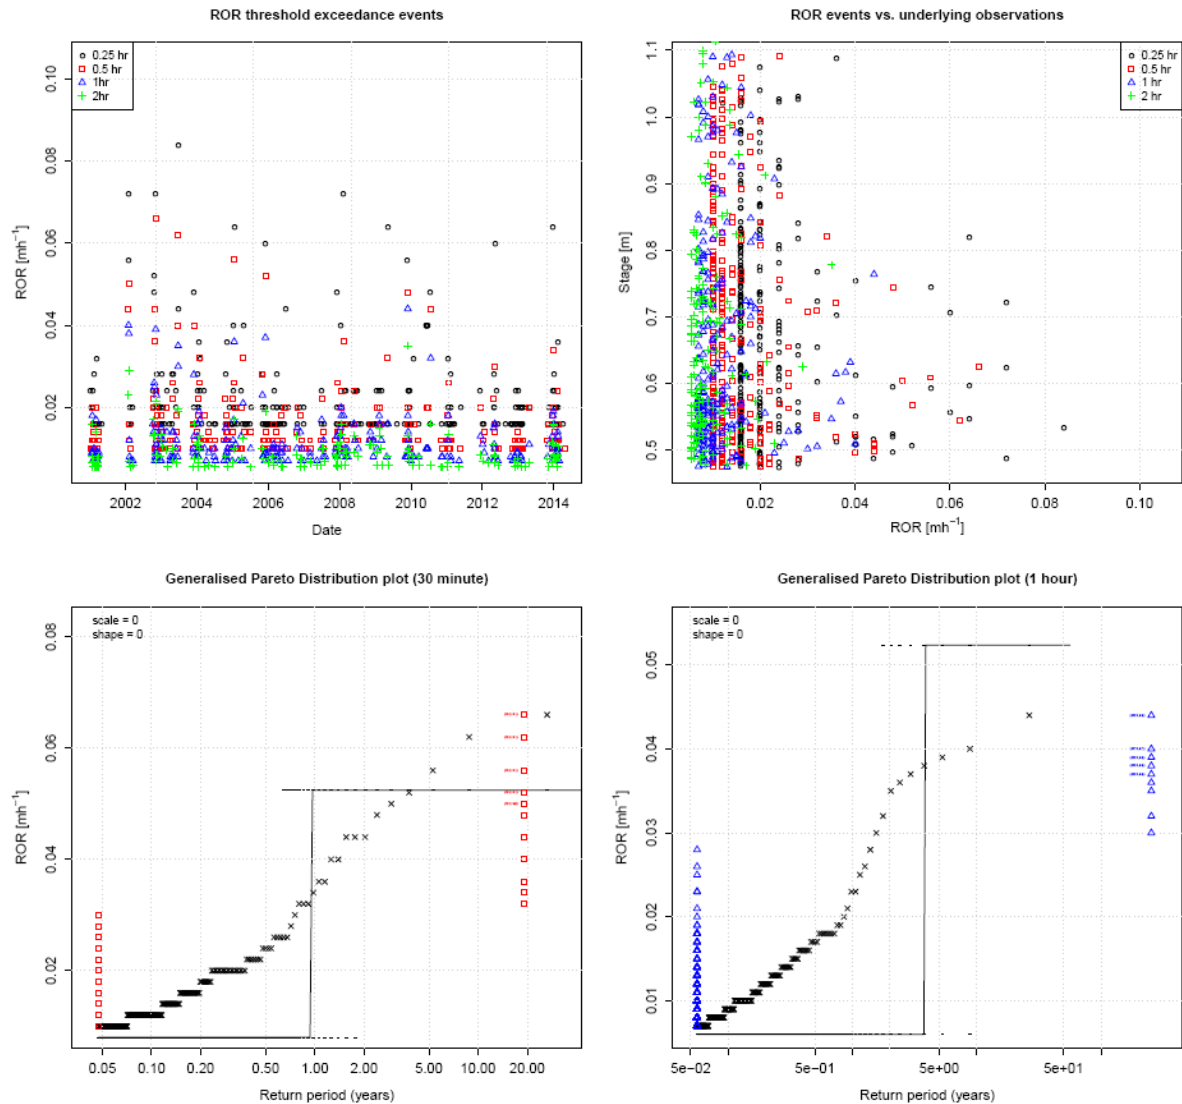 ROR threshold exceedance events
0.25 hr
0.5 hr
1hr
2hr
0.10
0.08
0.06
0.04
0.02
ROR [mh⁻¹]
2002 2004 2006 2008 2010 2012 2014
Date
ROR events vs. underlying observations
0.25 hr
0.5 hr
1 hr
2 hr
1.1
1.0
0.9
0.8
0.7
0.6
0.5
Stage [m]
0.02 0.04 0.06 0.08 0.10
ROR [mh⁻¹]
Generalised Pareto Distribution plot (30 minute)
scale = 0
shape = 0
0.08
0.06
0.04
0.02
ROR [mh⁻¹]
0.05 0.10 0.20 0.50 1.00 2.00 5.00 10.00 20.00
Return period (years)
Generalised Pareto Distribution plot (1 hour)
scale = 0
shape = 0
0.05
0.04
0.03
0.02
0.01
ROR [mh⁻¹]
5e-02 5e-01 5e+00 5e+01
Return period (years)